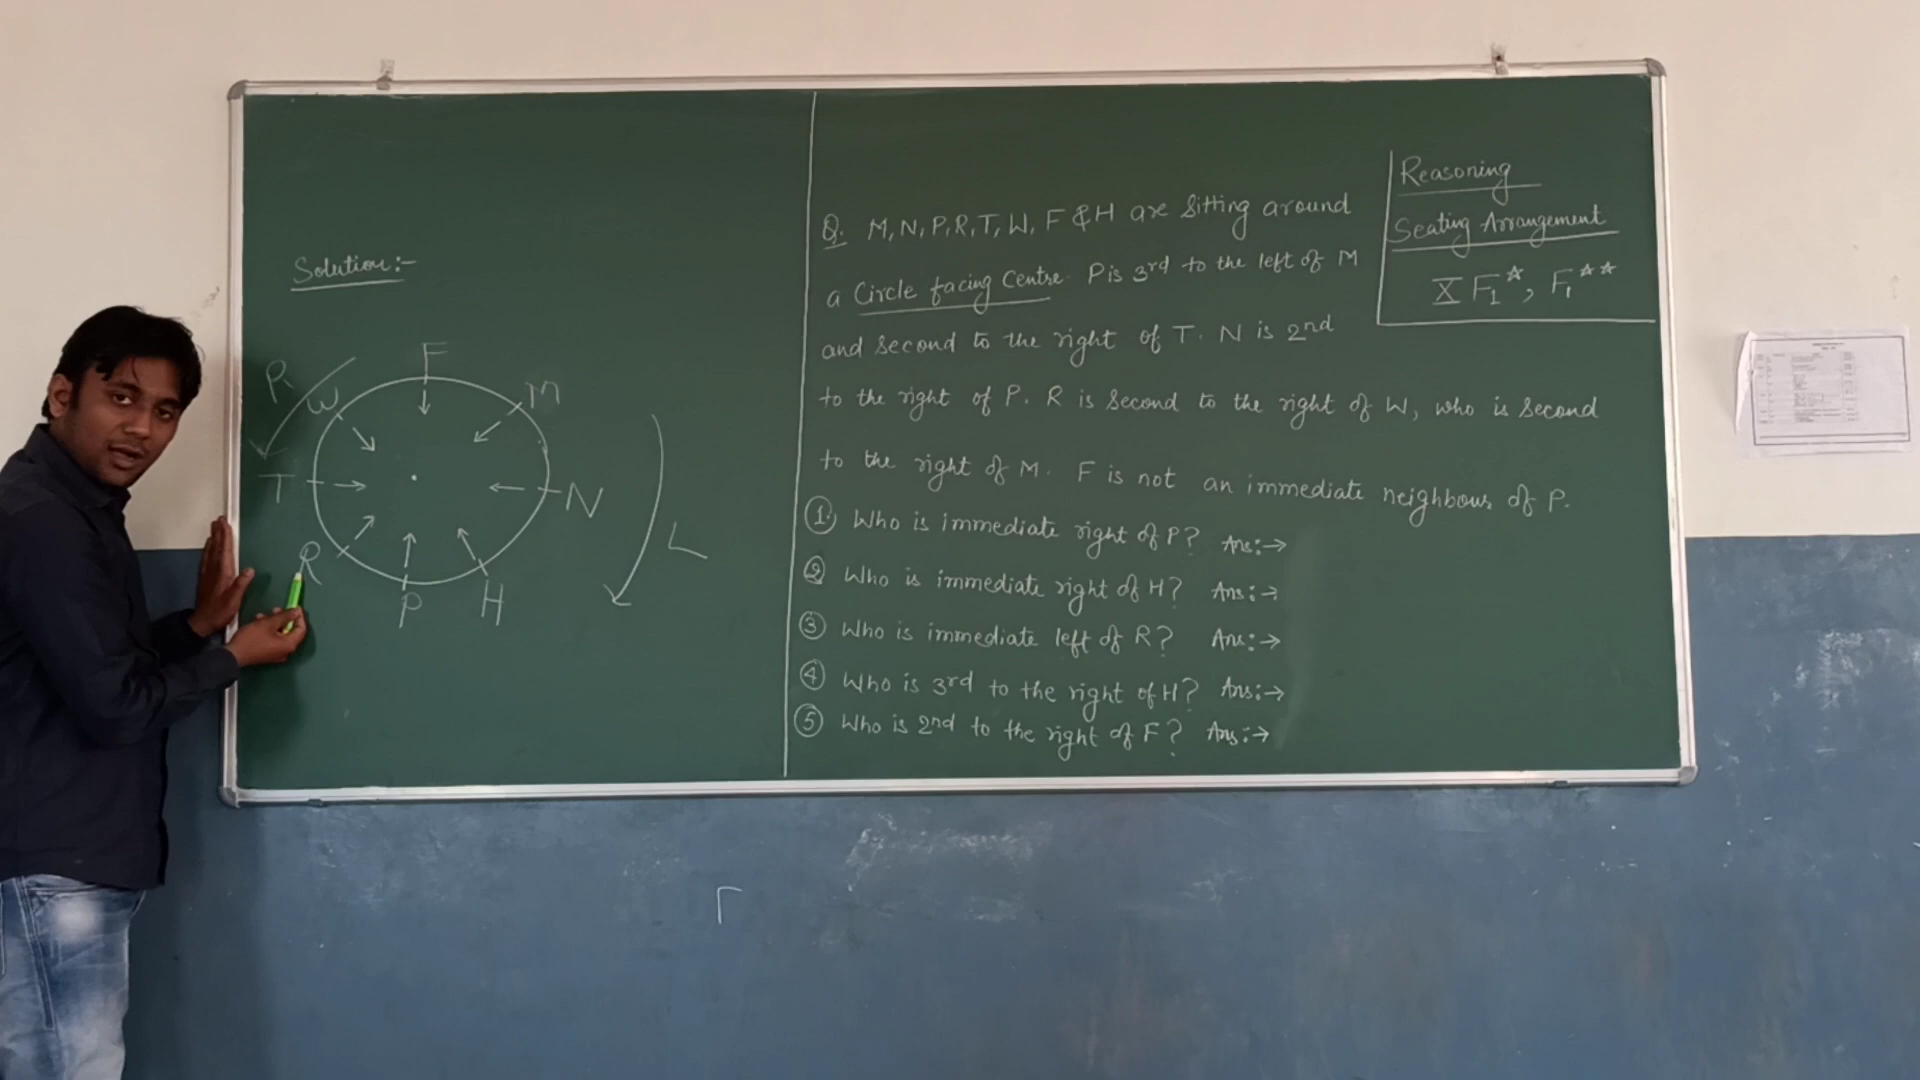 Solution:-
F
R
W
M
T
N
R
P
H
L
Reasoning
Seating Arrangement
X F1☆, F1☆☆
Q. M, N, P, R, T, W, F & H are sitting around
a Circle facing Centre. P is 3rd to the left of M
and second to the right of T. N is 2nd
to the right of P. R is second to the right of W, who is second
to the right of M. F is not an immediate neighbour of P.
① Who is immediate right of P? Ans:→
② Who is immediate right of H? Ans:→
③ Who is immediate left of R? Ans:→
④ Who is 3rd to the right of H? Ans:→
⑤ Who is 2nd to the right of F? Ans:→